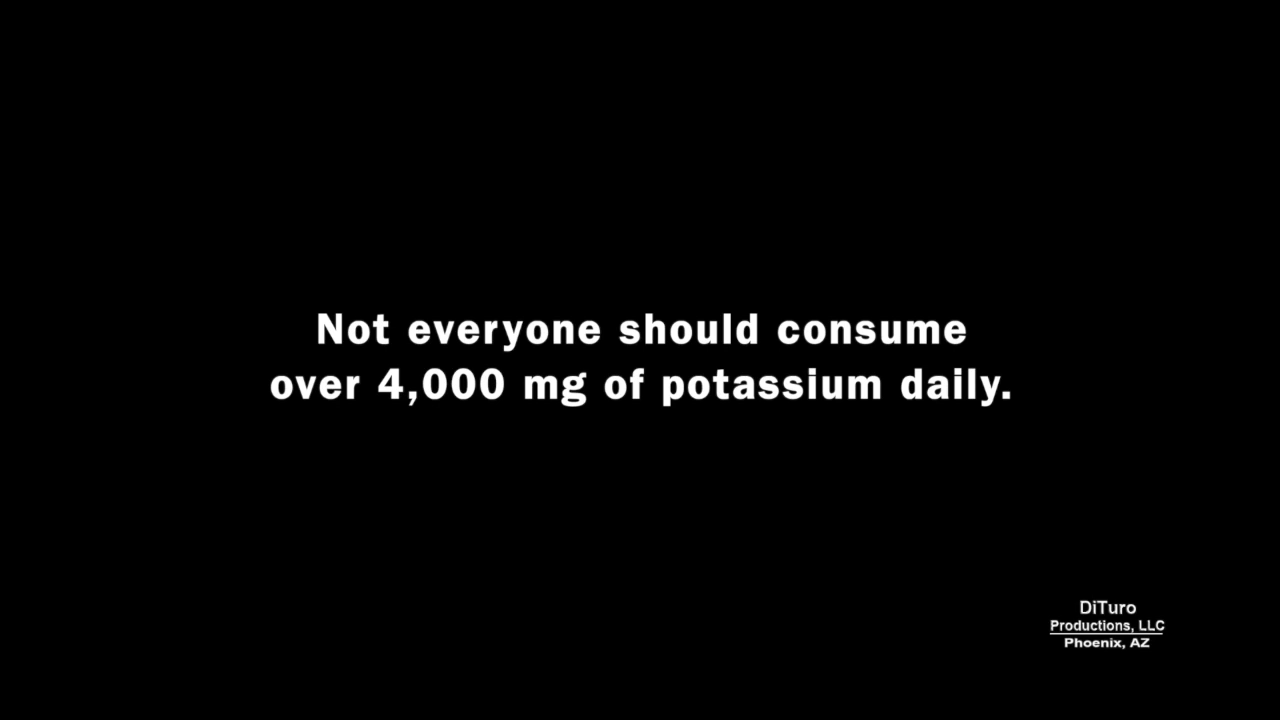 Not everyone should consume
over 4,000 mg of potassium daily.
DiTuro
Productions, LLC
Phoenix, AZ